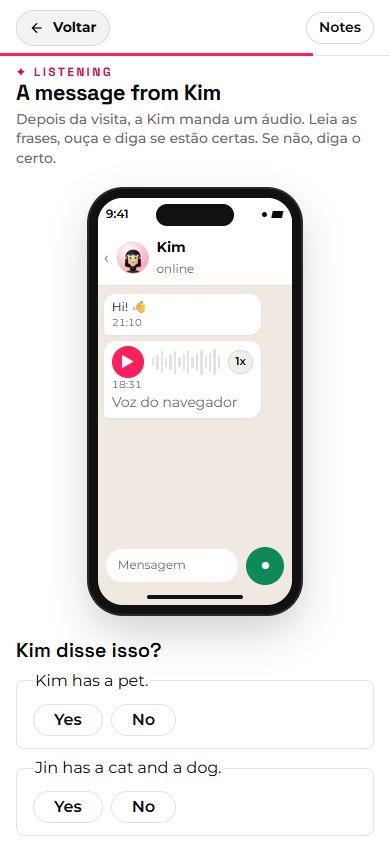 ← Voltar
Notes
✦ LISTENING
A message from Kim
Depois da visita, a Kim manda um áudio. Leia as
frases, ouça e diga se estão certas. Se não, diga o
certo.
9:41
Kim
online
Hi! 👋
21:10
1x
18:31
Voz do navegador
Mensagem
Kim disse isso?
Kim has a pet.
Yes
No
Jin has a cat and a dog.
Yes
No